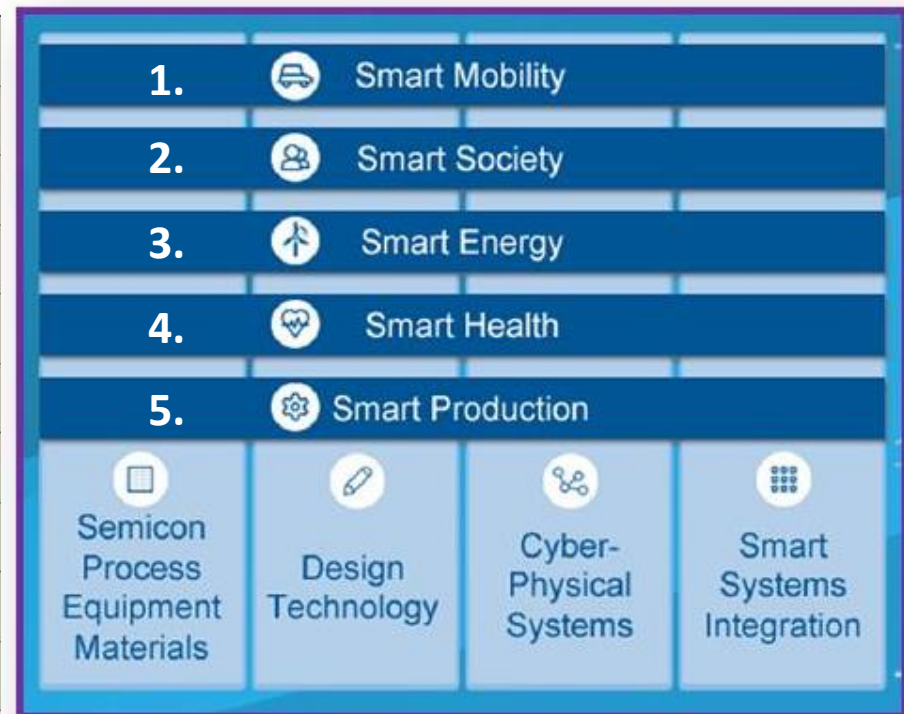 1. Smart Mobility
2. Smart Society
3. Smart Energy
4. Smart Health
5. Smart Production
Semicon
Process
Equipment
Materials
Design
Technology
Cyber-
Physical
Systems
Smart
Systems
Integration